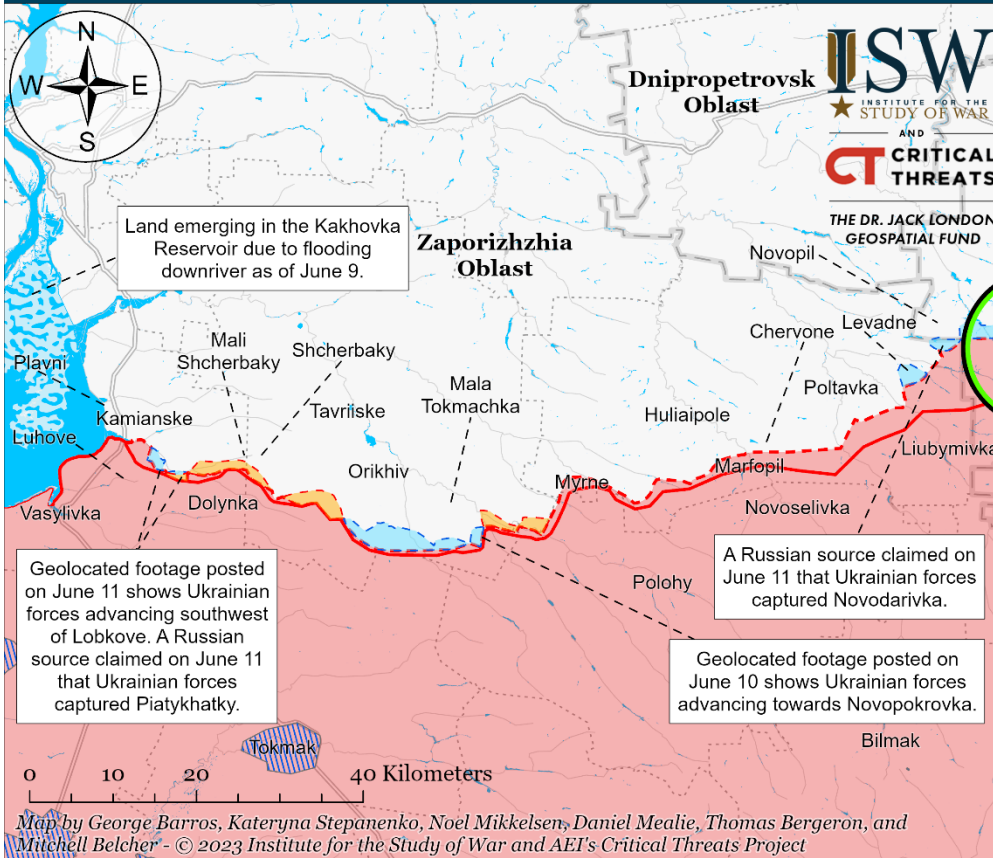 N
W
E
S
Dnipropetrovsk
Oblast
ISW
INSTITUTE FOR THE
STUDY OF WAR
AND
CT CRITICAL
THREATS
THE DR. JACK LONDON
GEOSPATIAL FUND
Land emerging in the Kakhovka
Reservoir due to flooding
downriver as of June 9.
Zaporizhzhia
Oblast
Novopil
Mali
Shcherbaky
Shcherbaky
Chervone
Levadne
Plavni
Mala
Tokmachka
Poltavka
Kamianske
Tavriiske
Huliaipole
Luhove
Orikhiv
Marfopil
Liubymivka
Myrne
Vasylivka
Dolynka
Novoselivka
Geolocated footage posted
on June 11 shows Ukrainian
forces advancing southwest
of Lobkove. A Russian
source claimed on June 11
that Ukrainian forces
captured Piatykhatky.
A Russian source claimed on
June 11 that Ukrainian forces
captured Novodarivka.
Polohy
Geolocated footage posted on
June 10 shows Ukrainian forces
advancing towards Novopokrovka.
Bilmak
Tokmak
0 10 20 40 Kilometers
Map by George Barros, Kateryna Stepanenko, Noel Mikkelsen, Daniel Mealie, Thomas Bergeron, and
Mitchell Belcher - © 2023 Institute for the Study of War and AEI's Critical Threats Project